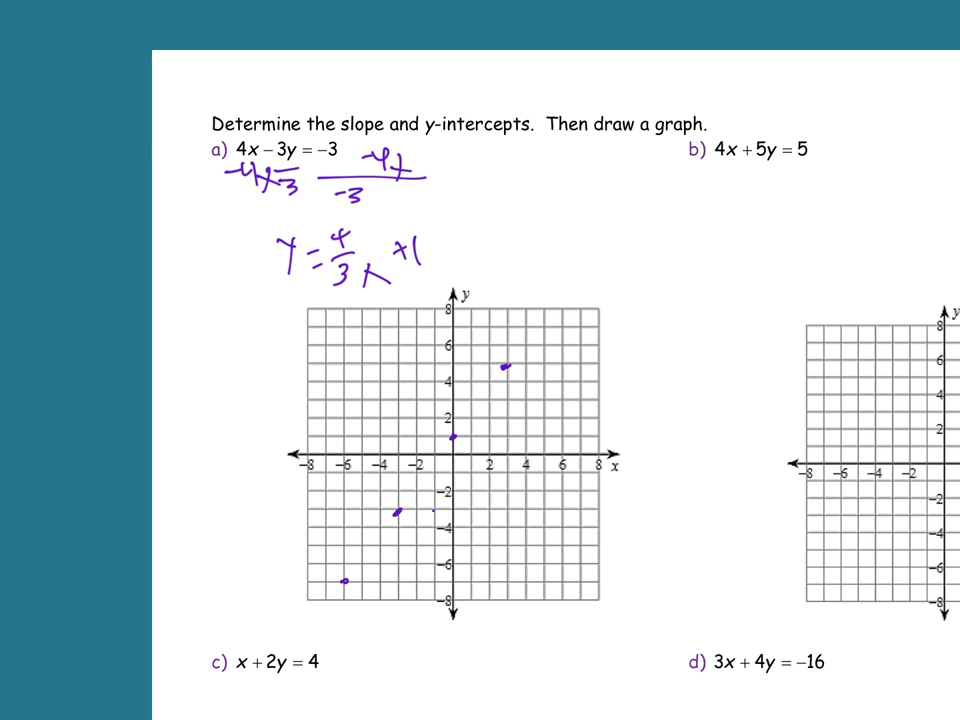 Determine the slope and y-intercepts. Then draw a graph.
a) 4x − 3y = −3
b) 4x + 5y = 5
-4x
-4x -3
-3
y = 4/3 x +1
y
8
6
4
2
-8 -6 -4 -2 2 4 6 8 x
-2
-4
-6
-8
y
8
6
4
2
-8 -6 -4 -2
-2
-4
-6
-8
c) x + 2y = 4
d) 3x + 4y = −16